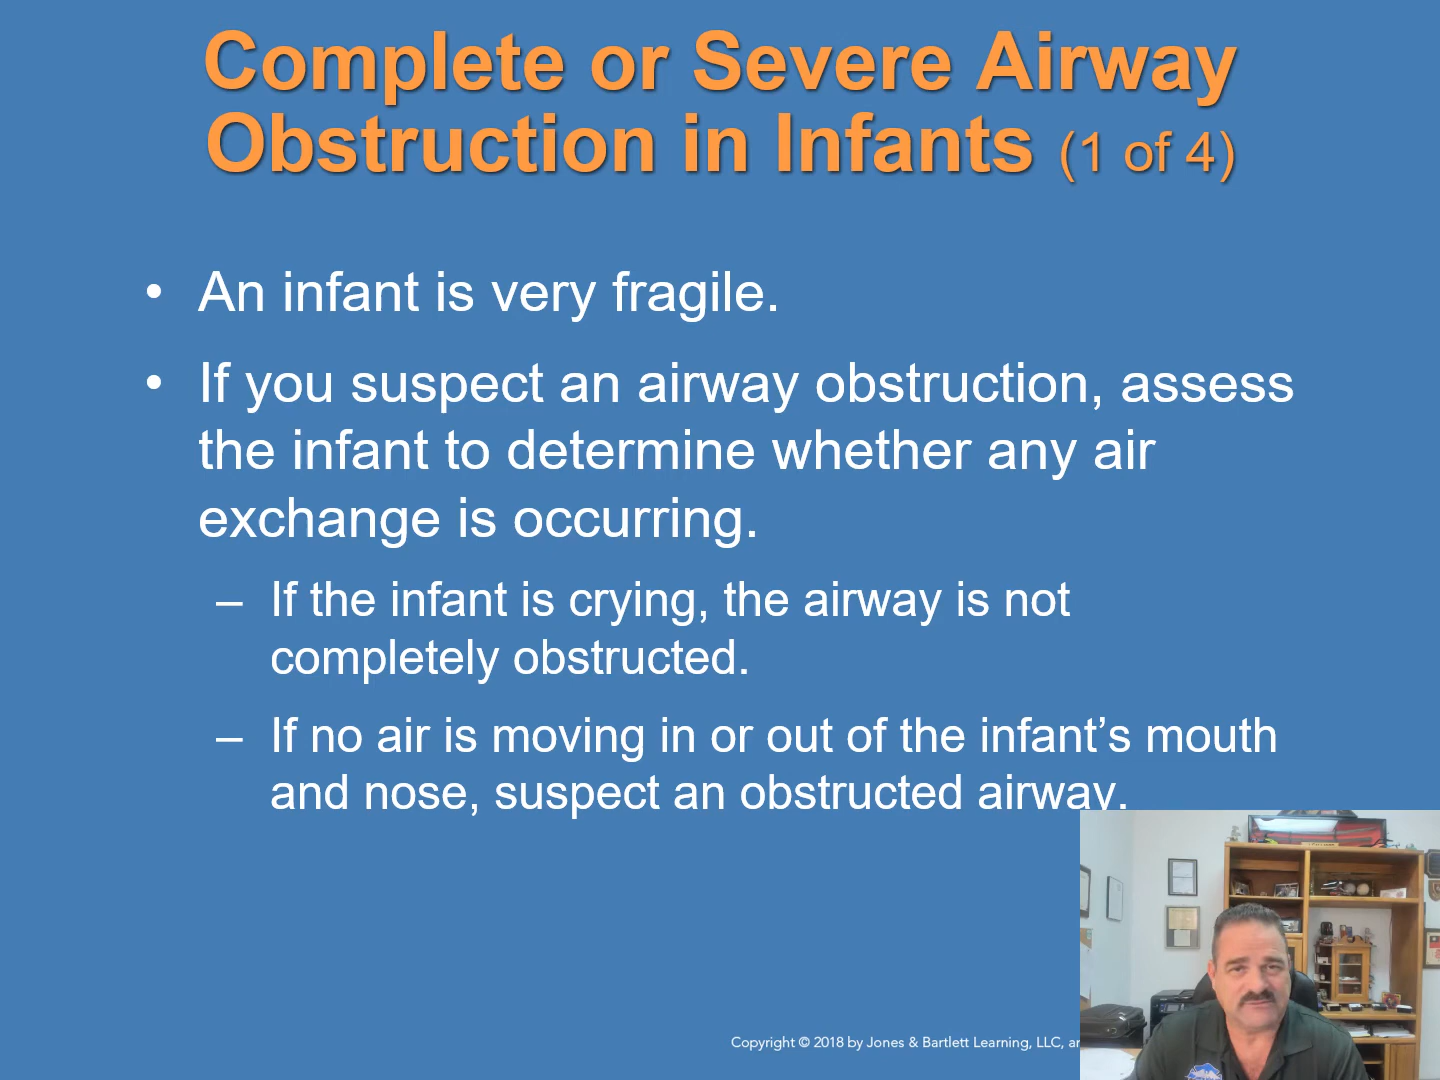 Complete or Severe Airway
Obstruction in Infants (1 of 4)
• An infant is very fragile.
• If you suspect an airway obstruction, assess
the infant to determine whether any air
exchange is occurring.
– If the infant is crying, the airway is not
completely obstructed.
– If no air is moving in or out of the infant’s mouth
and nose, suspect an obstructed airway.
Copyright © 2018 by Jones & Bartlett Learning, LLC,